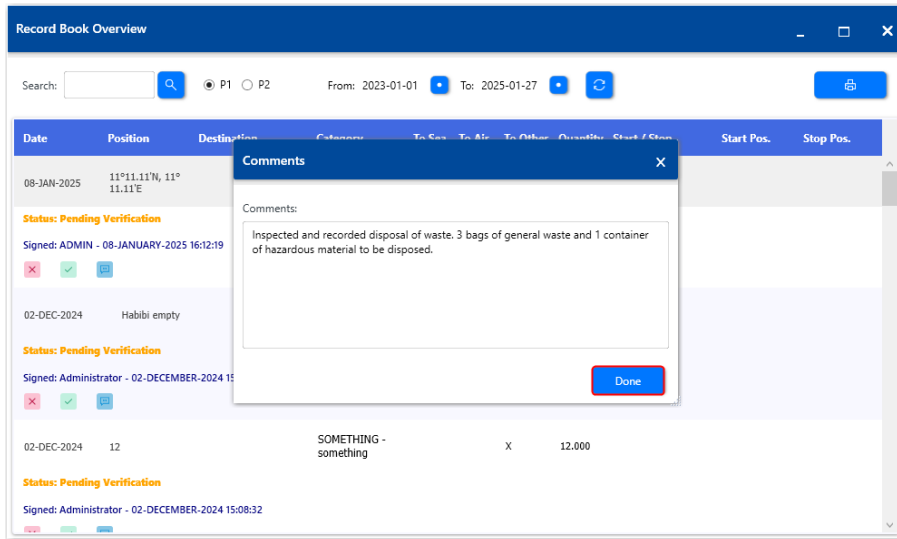 Record Book Overview
Search:
P1
P2
From: 2023-01-01
To: 2025-01-27
Date Position Destination Category To Sea To Air To Other Quantity Start / Stop Start Pos. Stop Pos.
08-JAN-2025
11°11.11'N, 11°
11.11'E
Status: Pending Verification
Signed: ADMIN - 08-JANUARY-2025 16:12:19
02-DEC-2024 Habibi empty
Status: Pending Verification
Signed: Administrator - 02-DECEMBER-2024 15
Comments
Comments:
Inspected and recorded disposal of waste. 3 bags of general waste and 1 container
of hazardous material to be disposed.
Done
02-DEC-2024 12
SOMETHING -
something
X 12.000
Status: Pending Verification
Signed: Administrator - 02-DECEMBER-2024 15:08:32